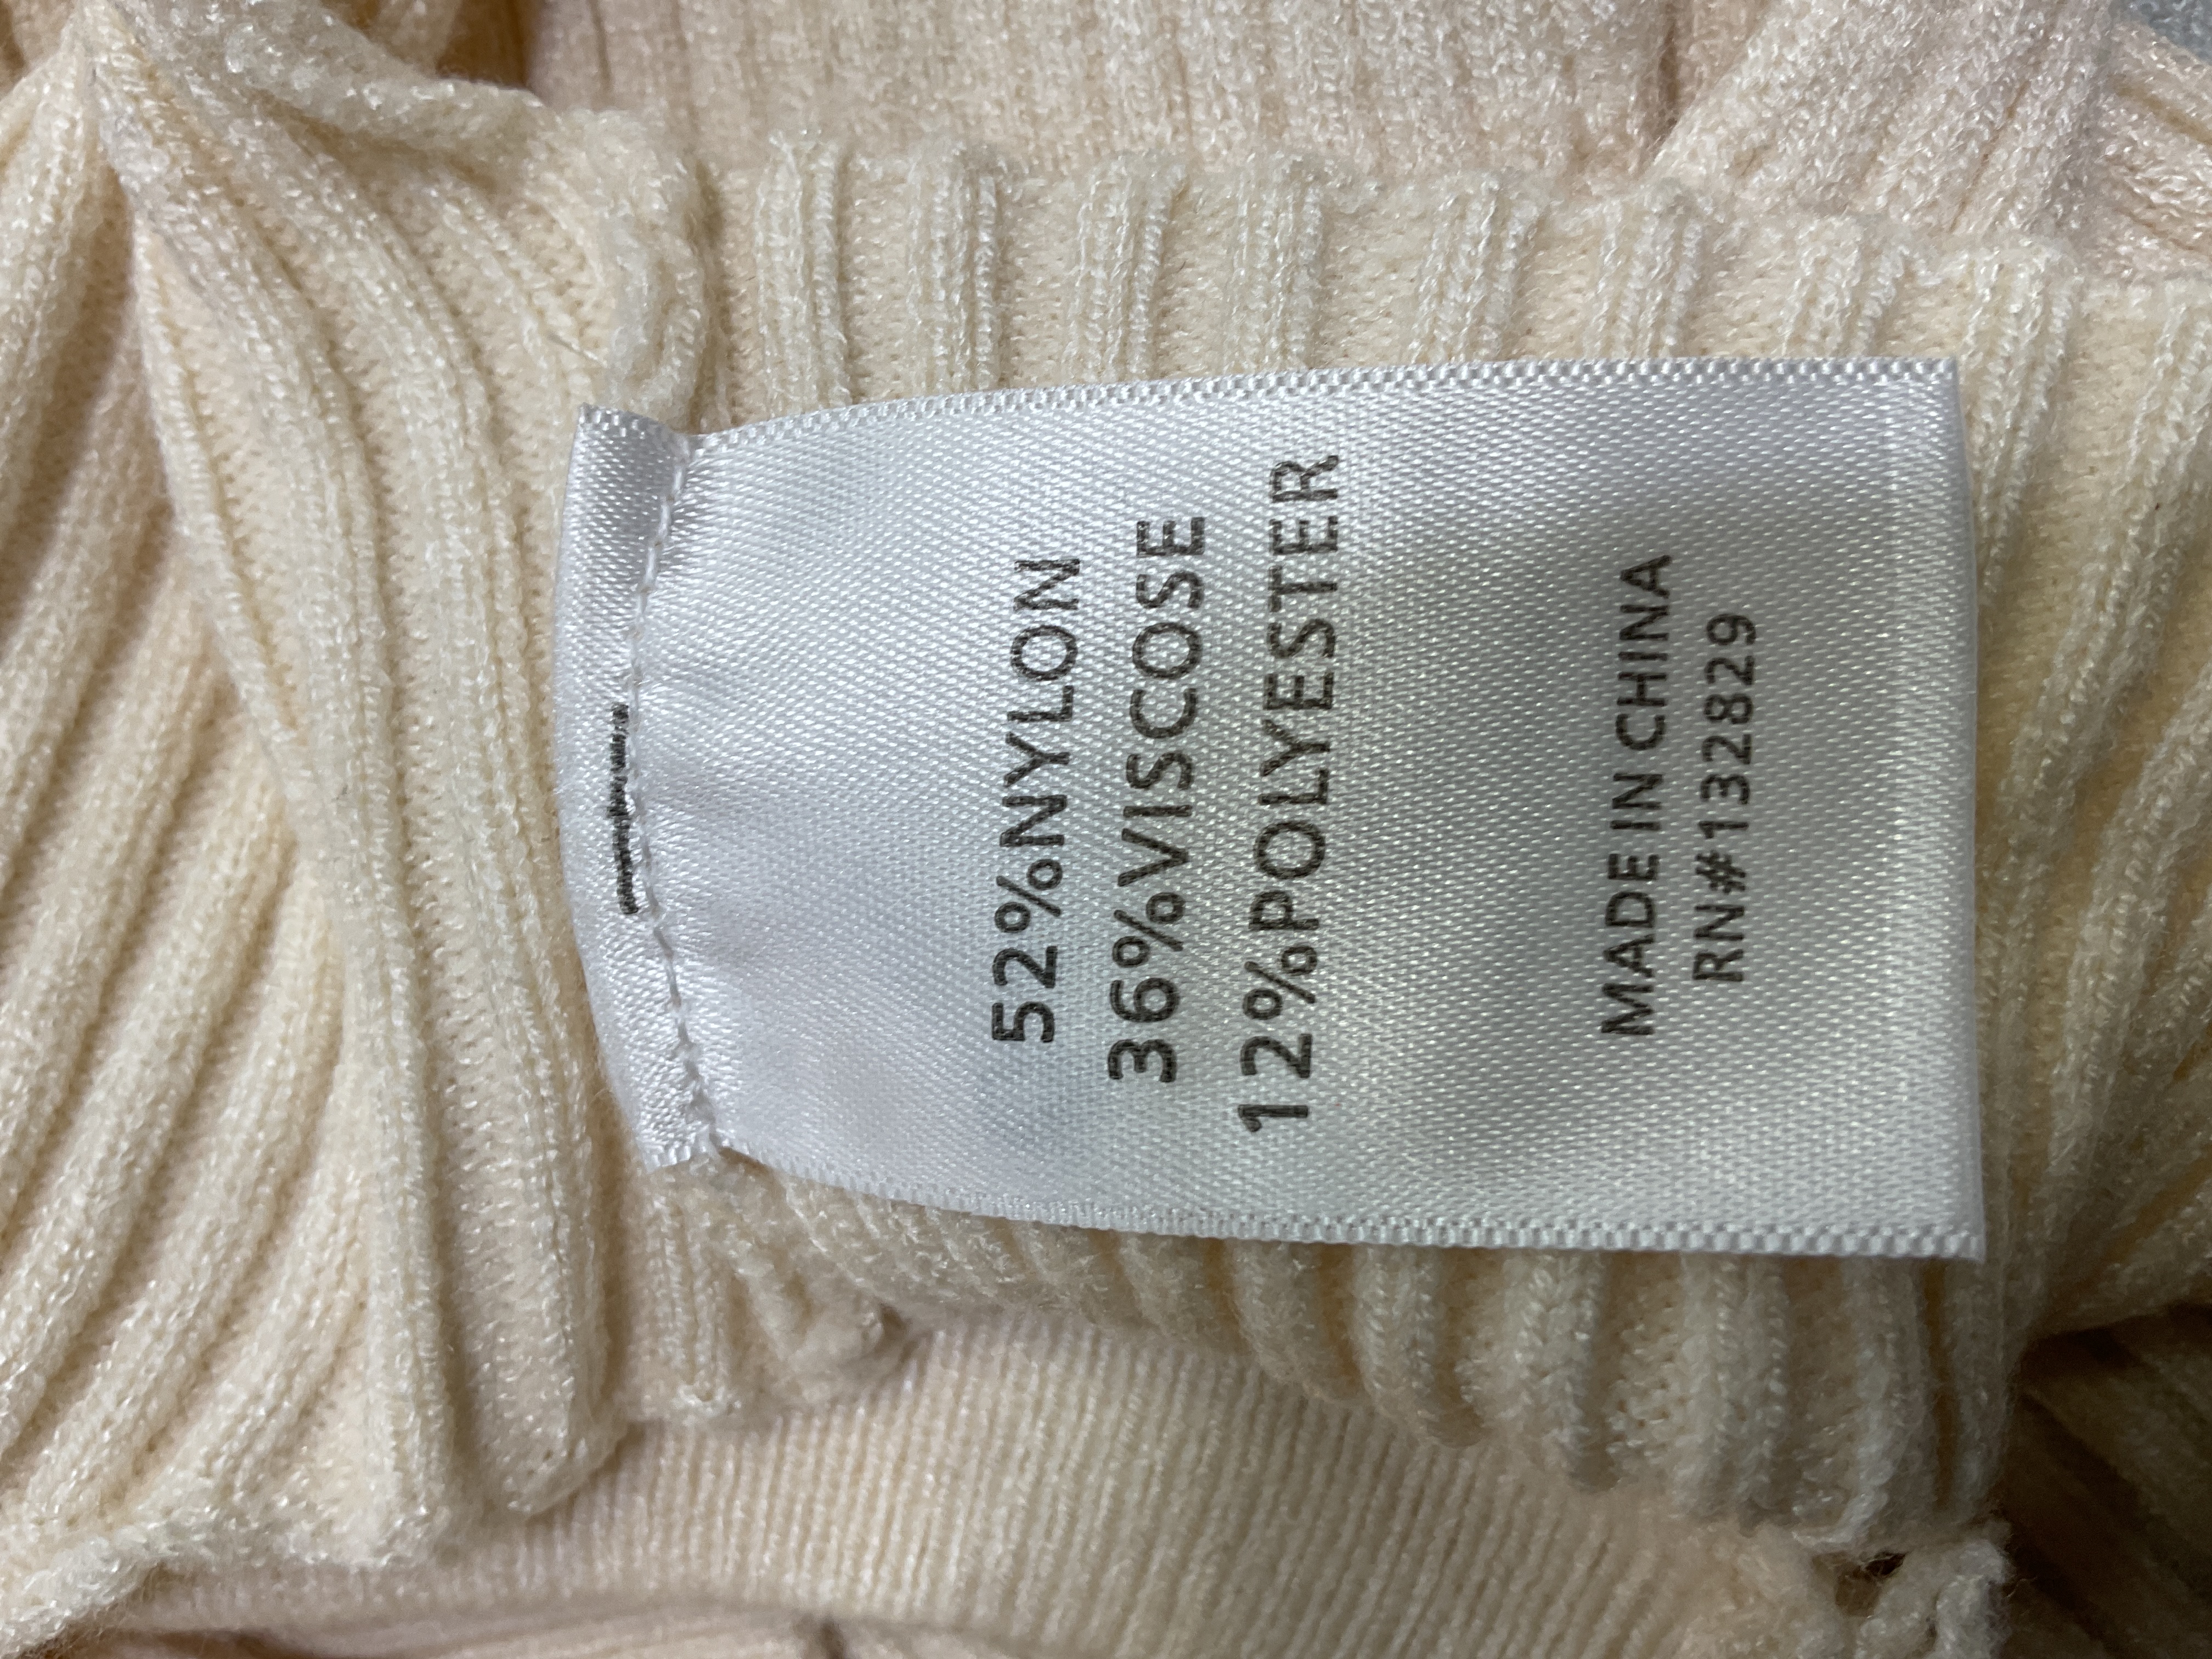 52%NYLON
36%VISCOSE
12%POLYESTER
MADE IN CHINA
RN#132829